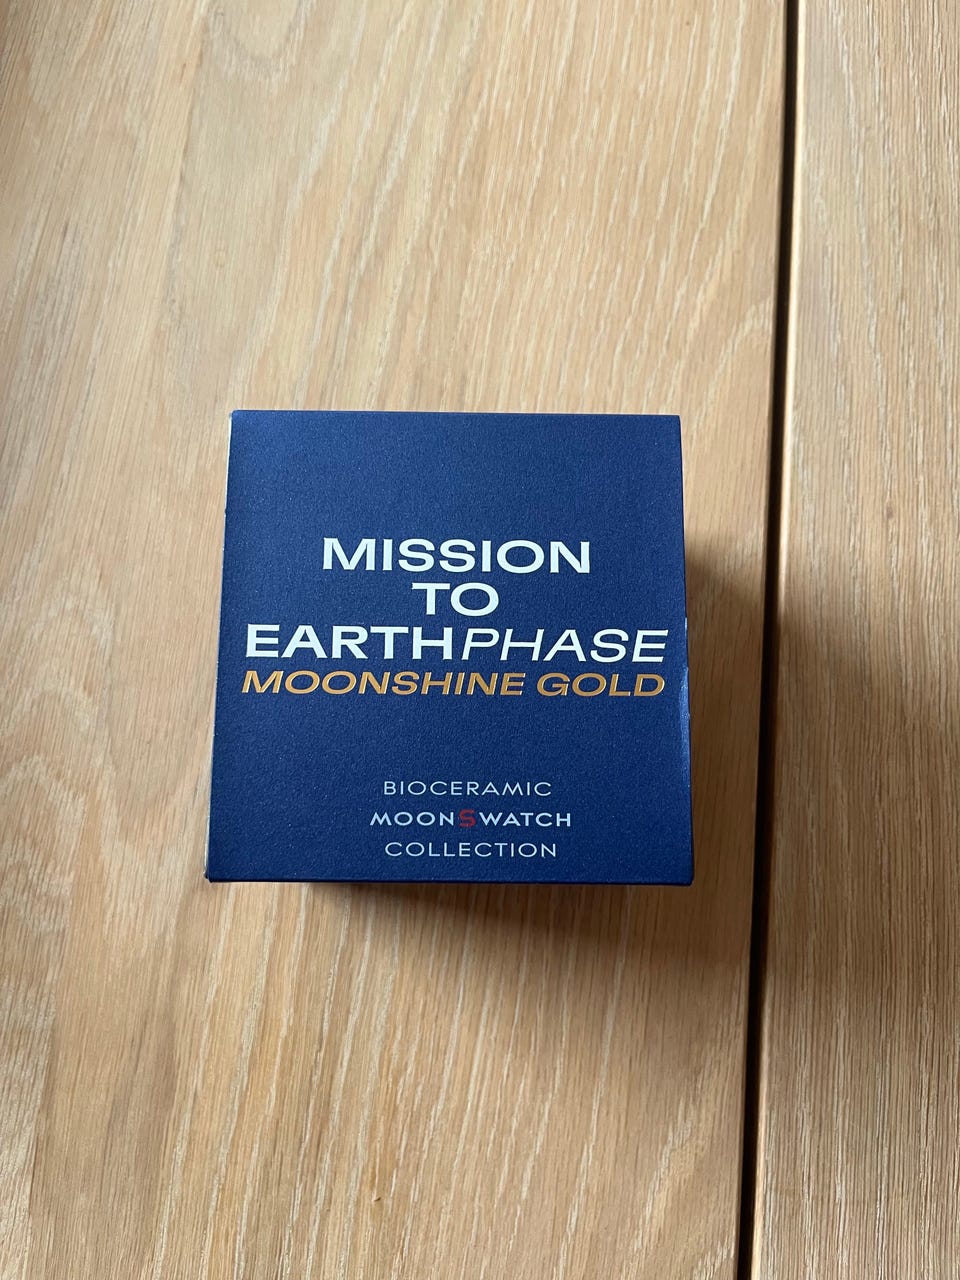 MISSION
TO
EARTHPHASE
MOONSHINE GOLD
BIOCERAMIC
MOONSWATCH
COLLECTION